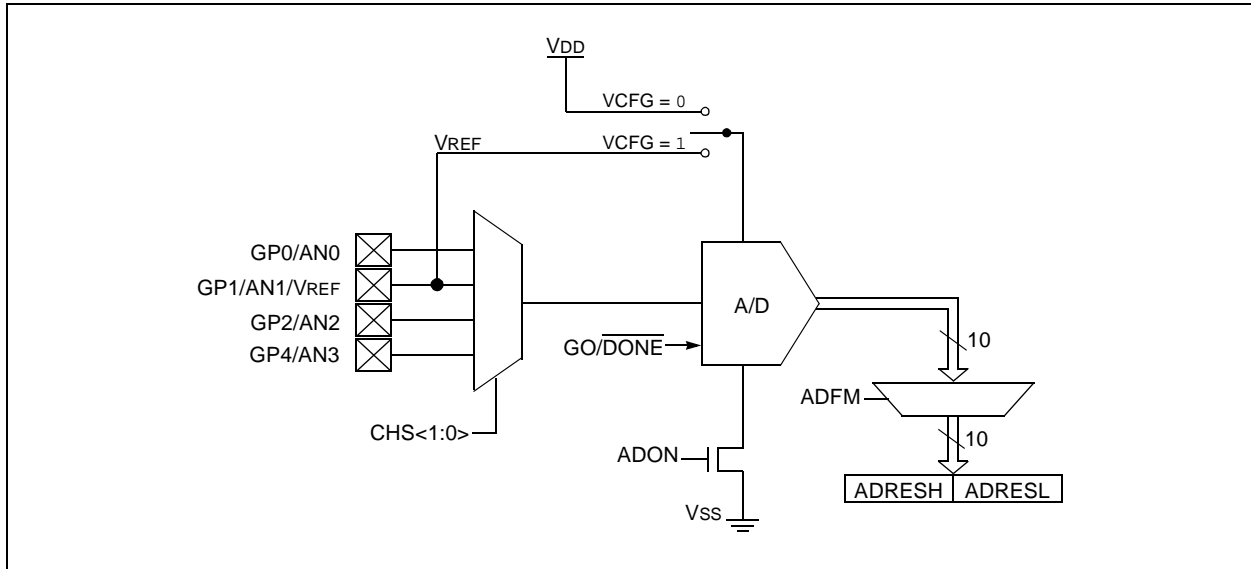 VDD
VCFG = 0
VREF
VCFG = 1
GP0/AN0
GP1/AN1/VREF
GP2/AN2
GP4/AN3
A/D
GO/DONE
10
ADFM
CHS<1:0>
10
ADON
ADRESH ADRESL
VSS